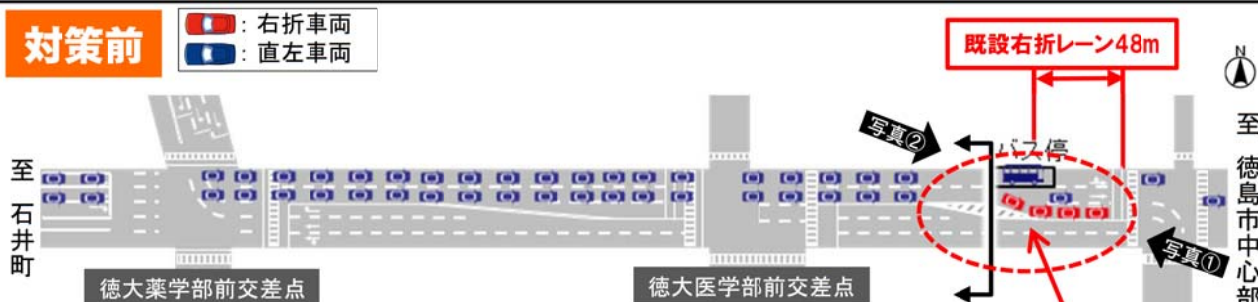 対策前
: 右折車両
: 直左車両
既設右折レーン48m
N
至 石井町
写真②
バス停
至 徳島市中心部
写真①
徳大薬学部前交差点
徳大医学部前交差点